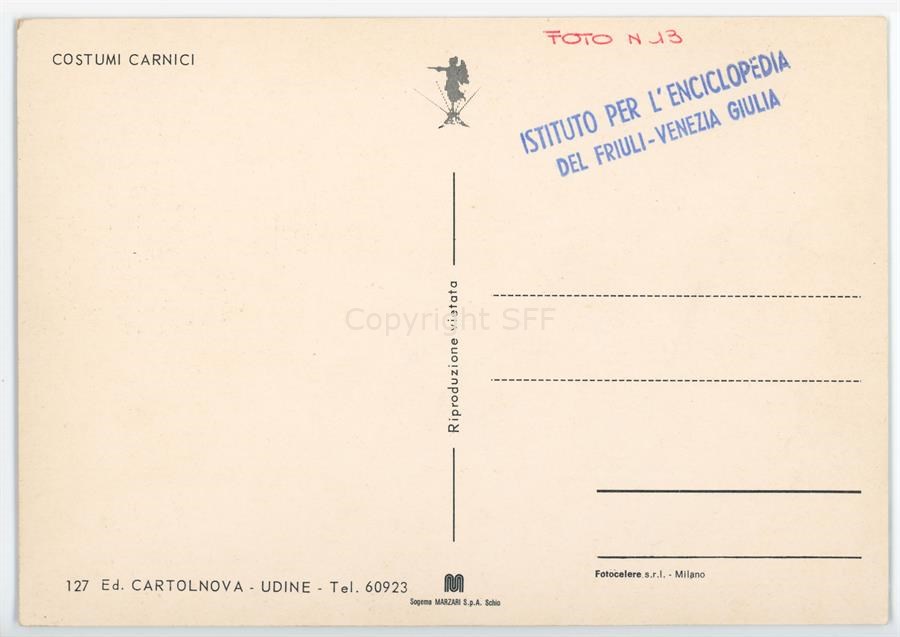 COSTUMI CARNICI
FOTO N 13
ISTITUTO PER L'ENCICLOPEDIA
DEL FRIULI-VENEZIA GIULIA
Riproduzione vietata
Copyright SFF
127 Ed. CARTOLNOVA - UDINE - Tel. 60923
Sogema MARZARI S.p.A. Schio
Fotocelere s.r.l. - Milano